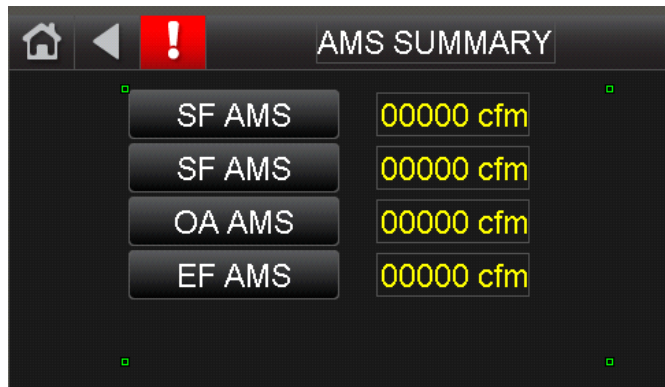 AMS SUMMARY
SF AMS 00000 cfm
SF AMS 00000 cfm
OA AMS 00000 cfm
EF AMS 00000 cfm